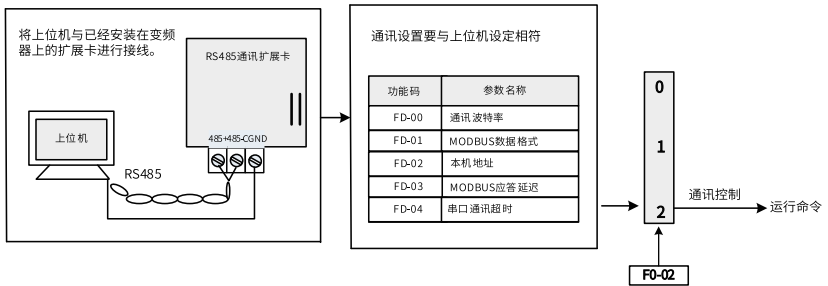 将上位机与已经安装在变频
器上的扩展卡进行接线。
RS485通讯扩展卡
上位机
485+485-CGND
RS485
通讯设置要与上位机设定相符
功能码 参数名称
FD-00 通讯波特率
FD-01 MODBUS数据格式
FD-02 本机地址
FD-03 MODBUS应答延迟
FD-04 串口通讯超时
0
1
2
通讯控制
运行命令
F0-02